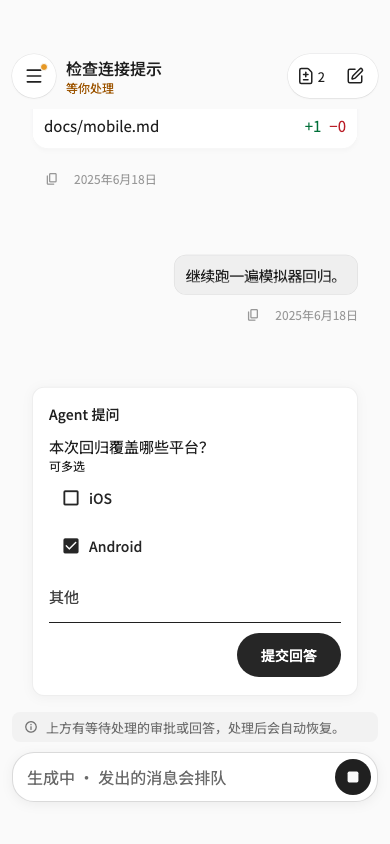 检查连接提示
等你处理
2
docs/mobile.md +1 −0
2025年6月18日
继续跑一遍模拟器回归。
2025年6月18日
Agent 提问
本次回归覆盖哪些平台？
可多选
iOS
Android
其他
提交回答
上方有等待处理的审批或回答，处理后会自动恢复。
生成中 · 发出的消息会排队